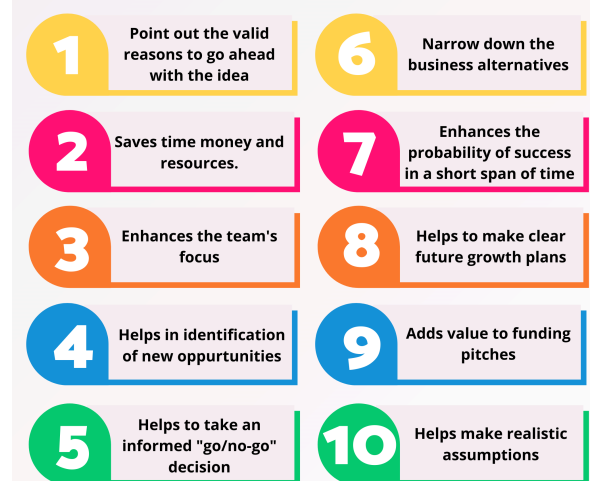 1
Point out the valid
reasons to go ahead
with the idea
2
Saves time money and
resources.
3
Enhances the team's
focus
4
Helps in identification
of new oppurtunities
5
Helps to take an
informed "go/no-go"
decision
6
Narrow down the
business alternatives
7
Enhances the
probability of success
in a short span of time
8
Helps to make clear
future growth plans
9
Adds value to funding
pitches
10
Helps make realistic
assumptions